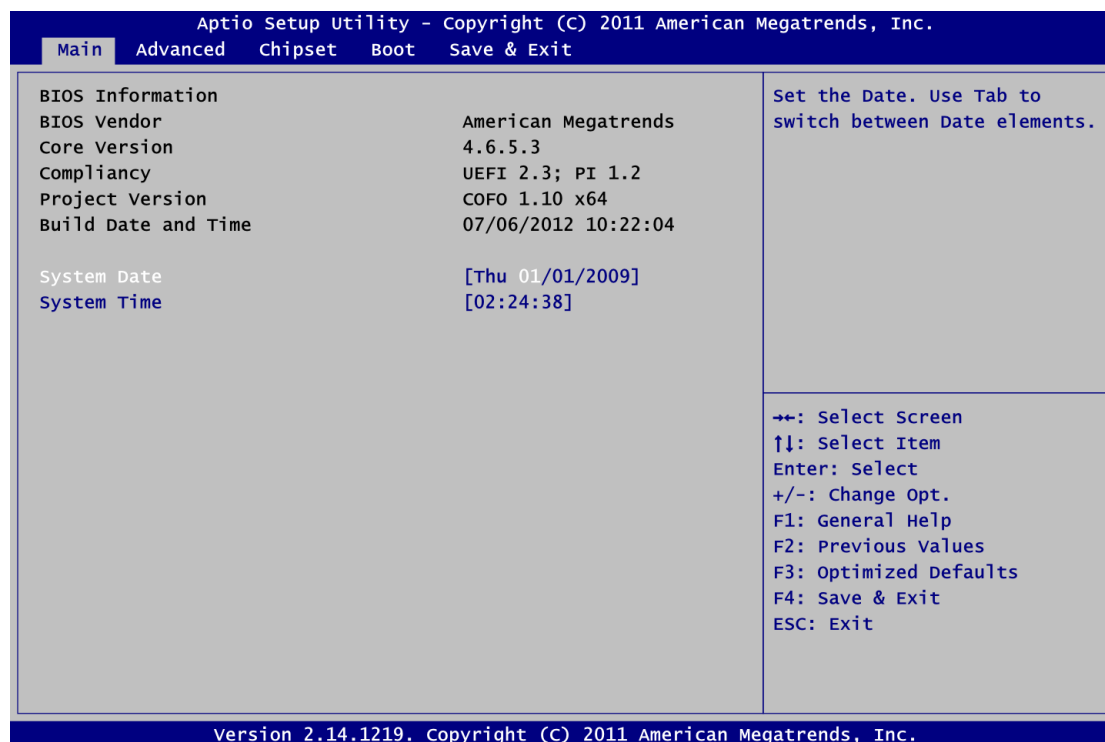 Aptio Setup Utility - Copyright (C) 2011 American Megatrends, Inc.
Main Advanced Chipset Boot Save & Exit
BIOS Information
BIOS Vendor American Megatrends
Core Version 4.6.5.3
Compliancy UEFI 2.3; PI 1.2
Project Version COFO 1.10 x64
Build Date and Time 07/06/2012 10:22:04
System Date [Thu 01/01/2009]
System Time [02:24:38]
Set the Date. Use Tab to
switch between Date elements.
→←: Select Screen
↑↓: Select Item
Enter: Select
+/-: Change Opt.
F1: General Help
F2: Previous Values
F3: Optimized Defaults
F4: Save & Exit
ESC: Exit
Version 2.14.1219. Copyright (C) 2011 American Megatrends, Inc.